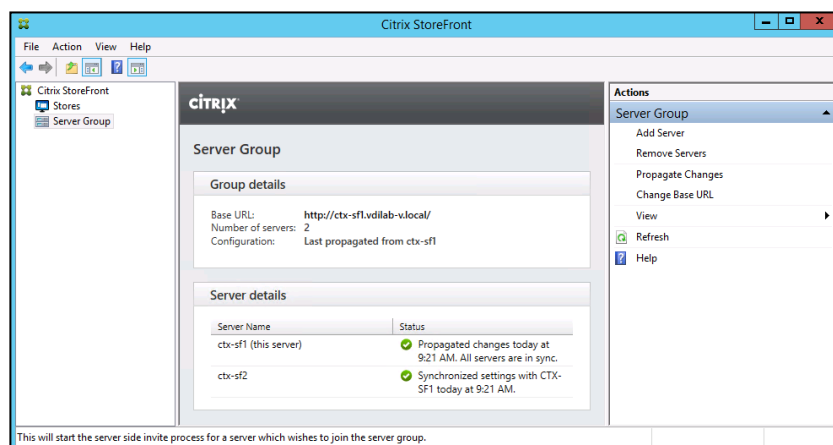 Citrix StoreFront
File Action View Help
Citrix StoreFront
Stores
Server Group
CITRIX
Server Group
Group details
Base URL: http://ctx-sf1.vdilab-v.local/
Number of servers: 2
Configuration: Last propagated from ctx-sf1
Server details
Server Name Status
ctx-sf1 (this server) Propagated changes today at
9:21 AM. All servers are in sync.
ctx-sf2 Synchronized settings with CTX-
SF1 today at 9:21 AM.
Actions
Server Group
Add Server
Remove Servers
Propagate Changes
Change Base URL
View
Refresh
Help
This will start the server side invite process for a server which wishes to join the server group.